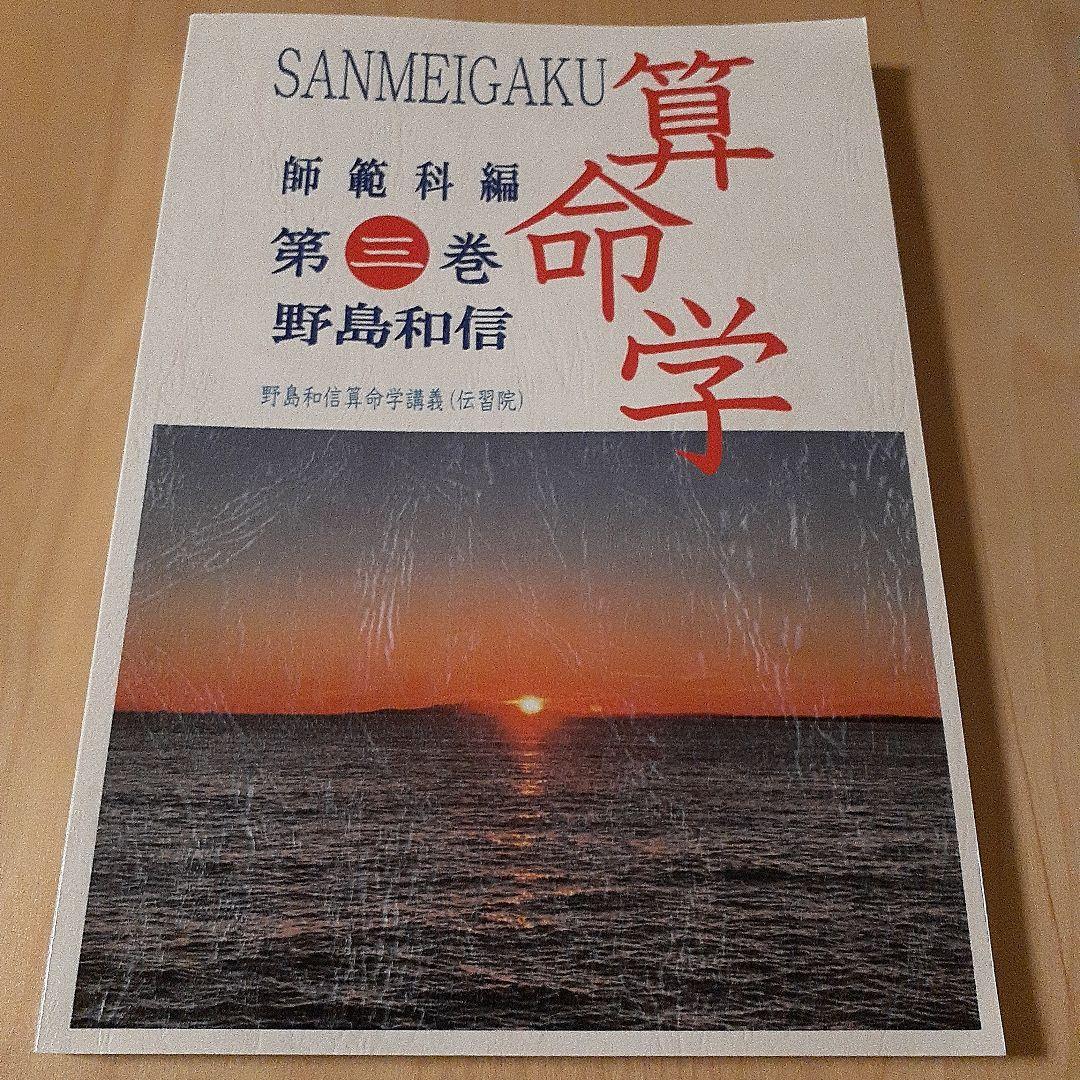 SANMEIGAKU
算命学
師範科編
第三巻
野島和信
野島和信算命学講義(伝習院)